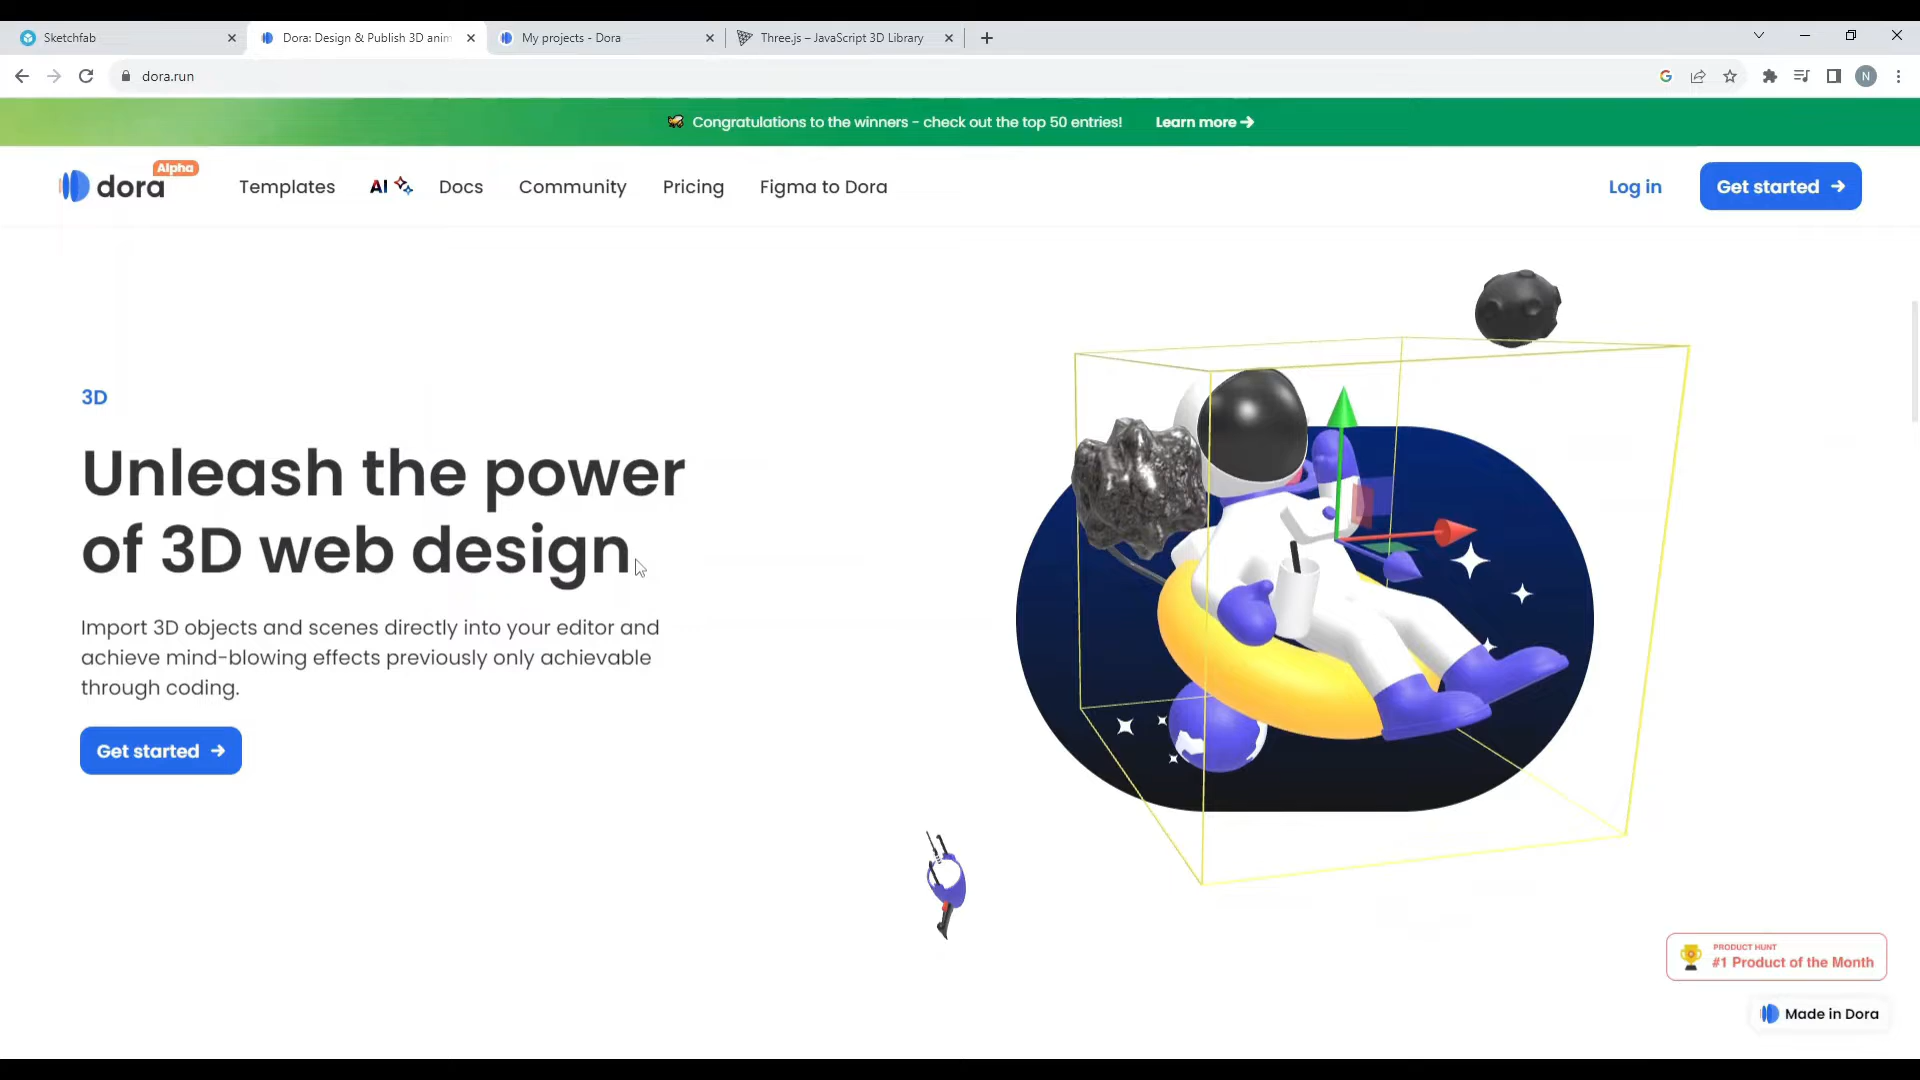 Sketchfab
Dora: Design & Publish 3D anim
My projects - Dora
Three.js – JavaScript 3D Library
dora.run
N
Congratulations to the winners - check out the top 50 entries!
Learn more →
dora
Alpha
Templates
AI
Docs
Community
Pricing
Figma to Dora
Log in
Get started →
3D
Unleash the power
of 3D web design.
Import 3D objects and scenes directly into your editor and
achieve mind-blowing effects previously only achievable
through coding.
Get started →
PRODUCT HUNT
#1 Product of the Month
Made in Dora